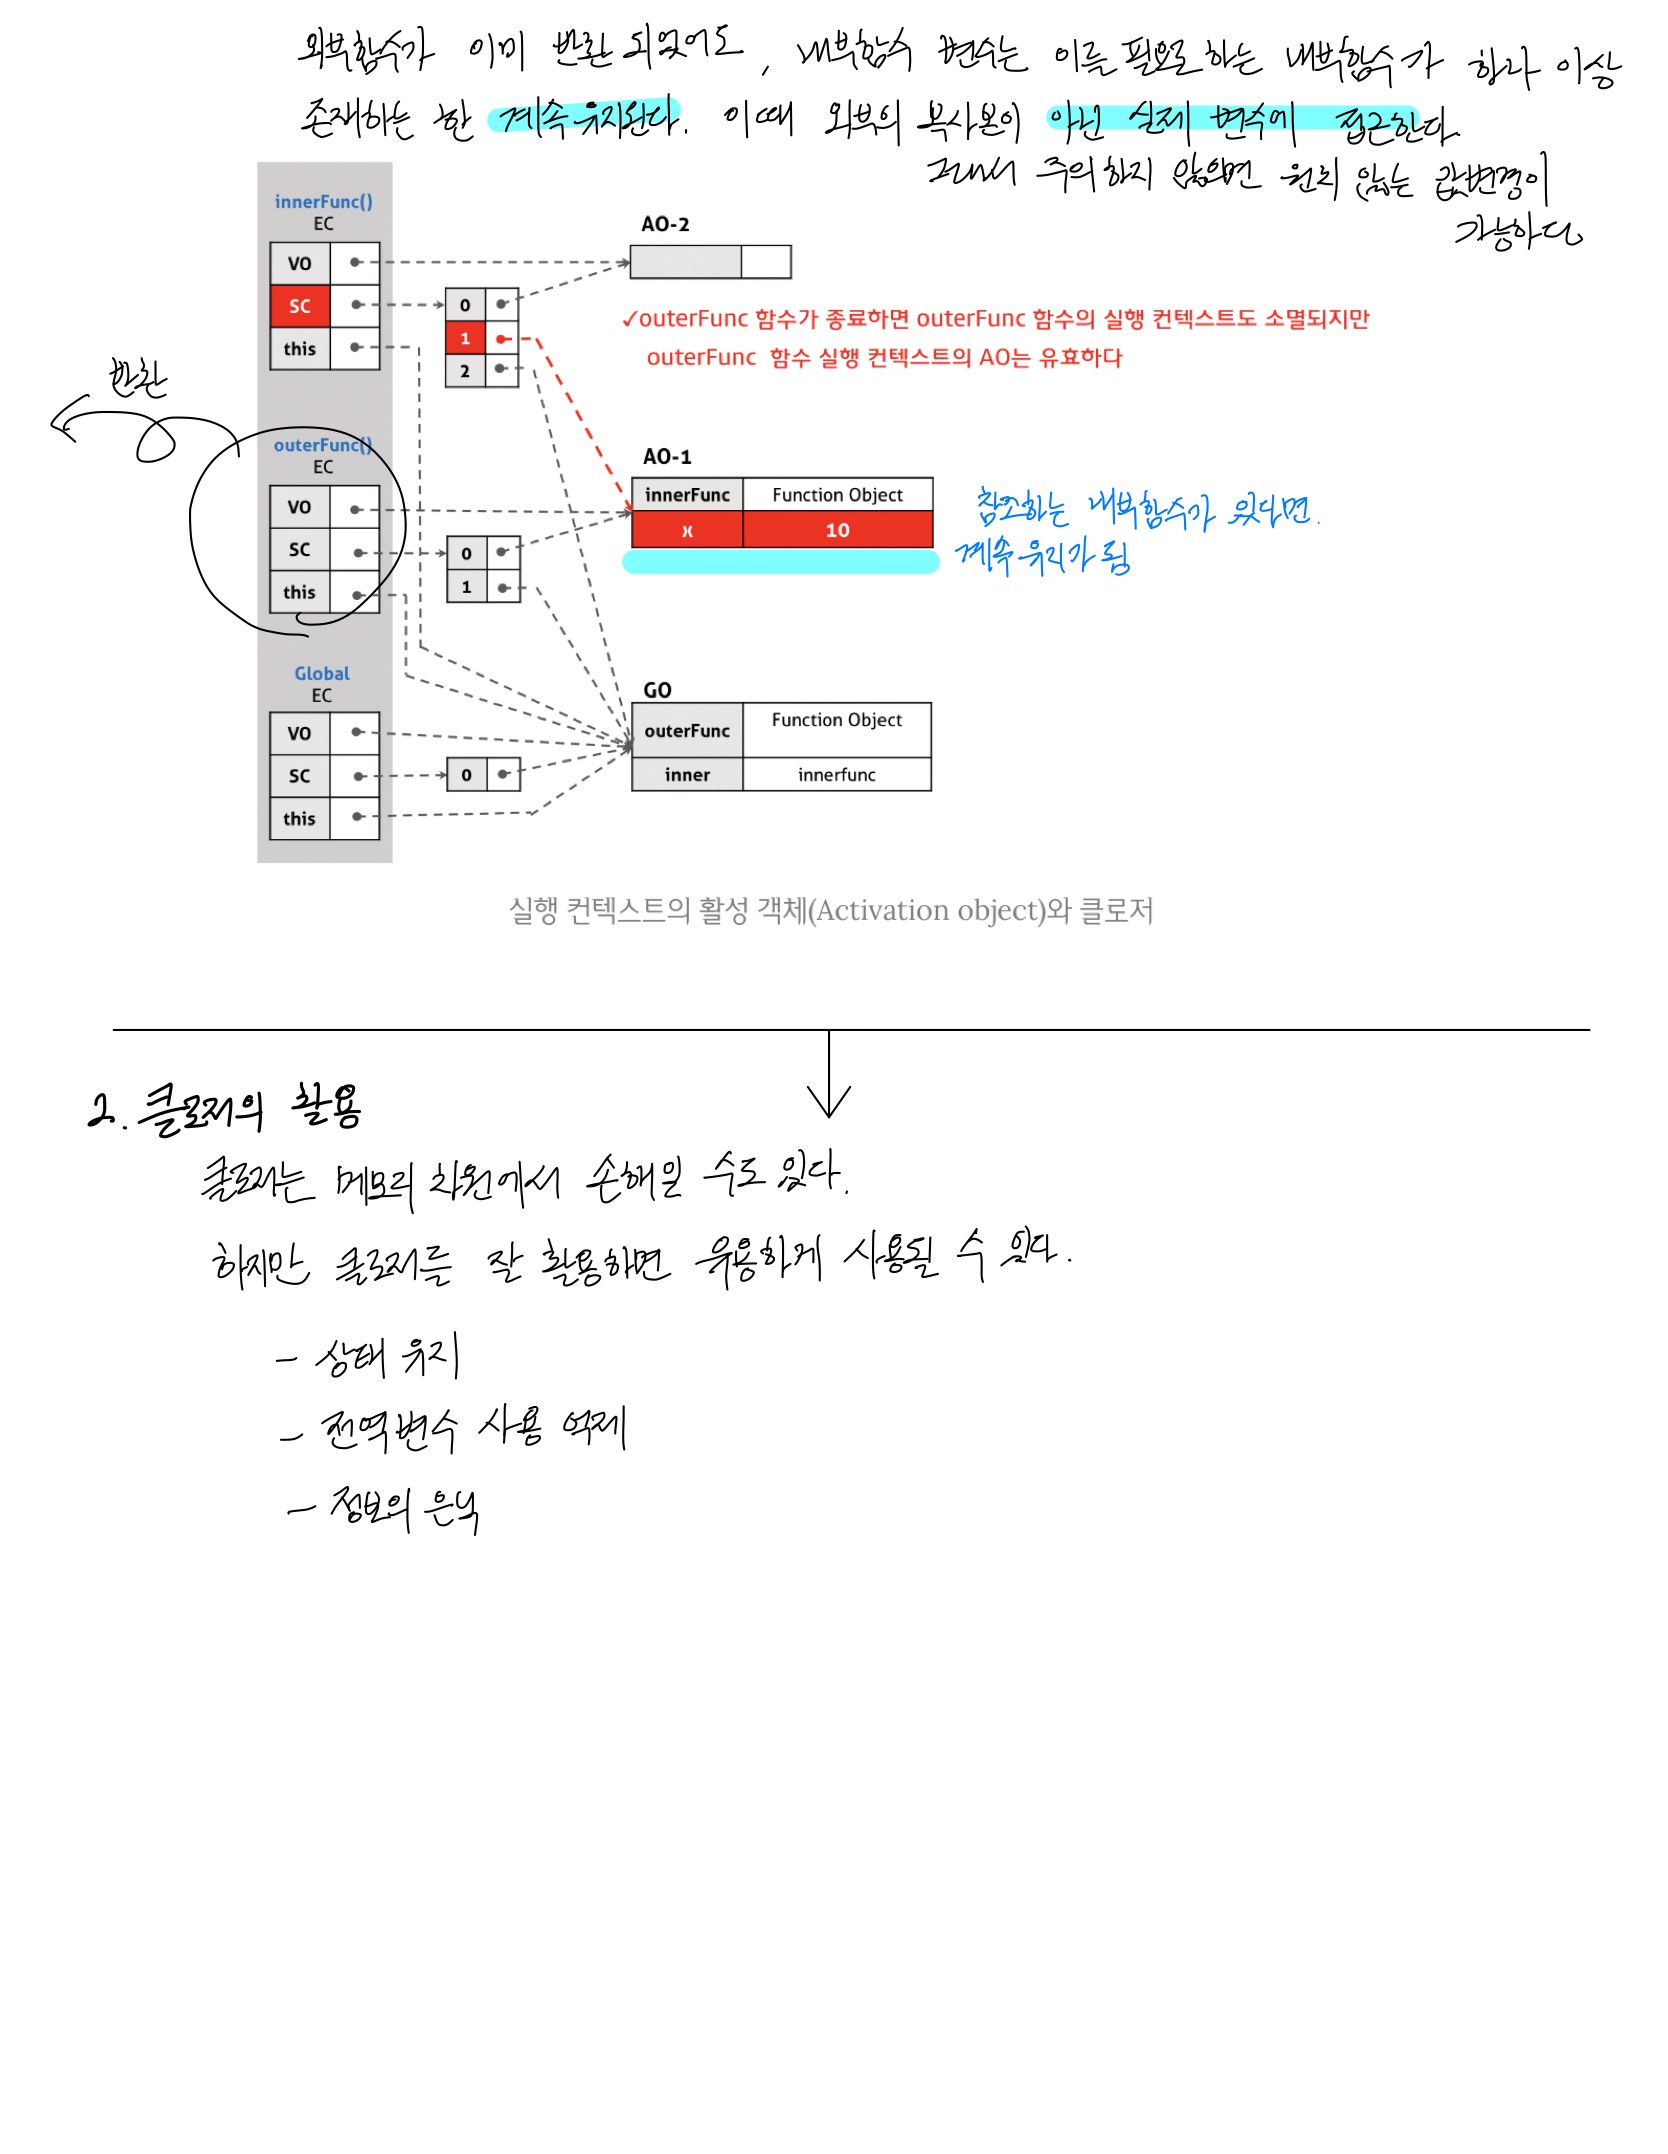 외부함수가 이미 반환 되었어도, 내부함수 변수는 이를 필요로 하는 내부함수가 하나 이상
존재하는 한 계속 유지된다. 이때 외부의 복사본이 아닌 실제 변수에 접근한다.
그래서 주의하지 않으면 원치 않는 값변경이
가능하다
innerFunc()
EC
VO
SC
this
0
1
2
AO-2
✓outerFunc 함수가 종료하면 outerFunc 함수의 실행 컨텍스트도 소멸되지만
outerFunc 함수 실행 컨텍스트의 AO는 유효하다
반환
outerFunc()
EC
VO
SC
this
0
1
AO-1
innerFunc Function Object
x 10
참조하는 내부함수가 있다면.
계속 유지가 됨
Global
EC
VO
SC
this
0
GO
outerFunc Function Object
inner innerfunc
실행 컨텍스트의 활성 객체(Activation object)와 클로저
2. 클로저의 활용
클로저는 메모리 차원에서 손해일 수도 있다.
하지만 클로저를 잘 활용하면 유용하게 사용될 수 있다.
- 상태 유지
- 전역변수 사용 억제
- 정보의 은닉